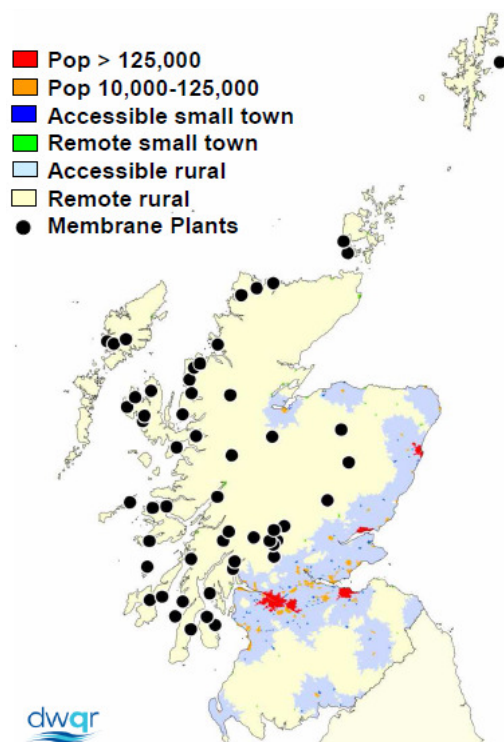 Pop > 125,000
Pop 10,000-125,000
Accessible small town
Remote small town
Accessible rural
Remote rural
Membrane Plants
dwqr